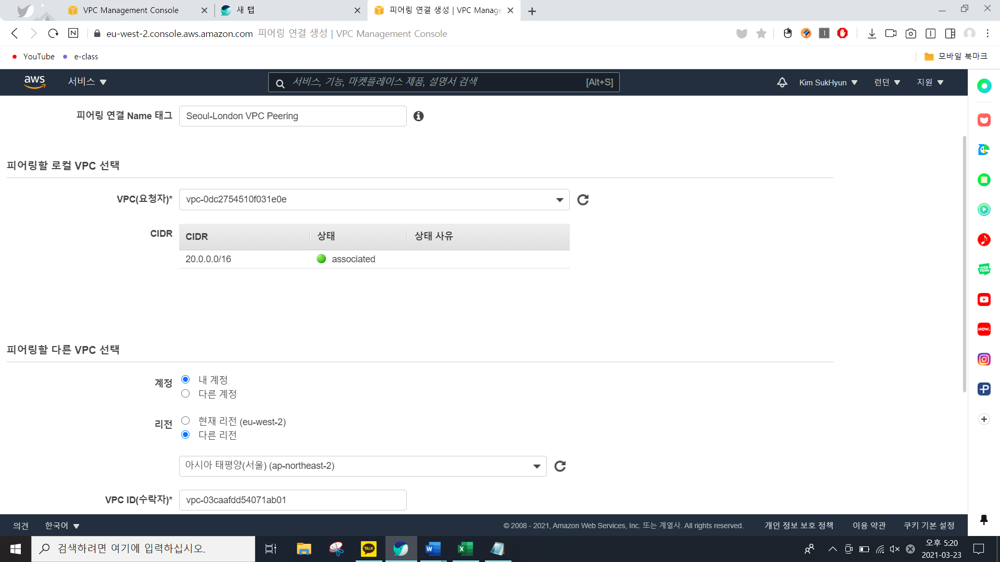 VPC Management Console
새 탭
피어링 연결 생성 | VPC Manage
eu-west-2.console.aws.amazon.com 피어링 연결 생성 | VPC Management Console
YouTube
e-class
모바일 북마크
aws
서비스
서비스, 기능, 마켓플레이스 제품, 설명서 검색
[Alt+S]
Kim SukHyun
런던
지원
피어링 연결 Name 태그
Seoul-London VPC Peering
피어링할 로컬 VPC 선택
VPC(요청자)*
vpc-0dc2754510f031e0e
CIDR
CIDR
상태
상태 사유
20.0.0.0/16
associated
피어링할 다른 VPC 선택
계정
내 계정
다른 계정
리전
현재 리전 (eu-west-2)
다른 리전
아시아 태평양(서울) (ap-northeast-2)
VPC ID(수락자)*
vpc-03caafdd54071ab01
WEB
TOON
NOW.
의견
한국어
© 2008 - 2021, Amazon Web Services, Inc. 또는 계열사. All rights reserved.
개인 정보 보호 정책
이용 약관
쿠키 기본 설정
검색하려면 여기에 입력하십시오.
TALK
오후 5:20
2021-03-23